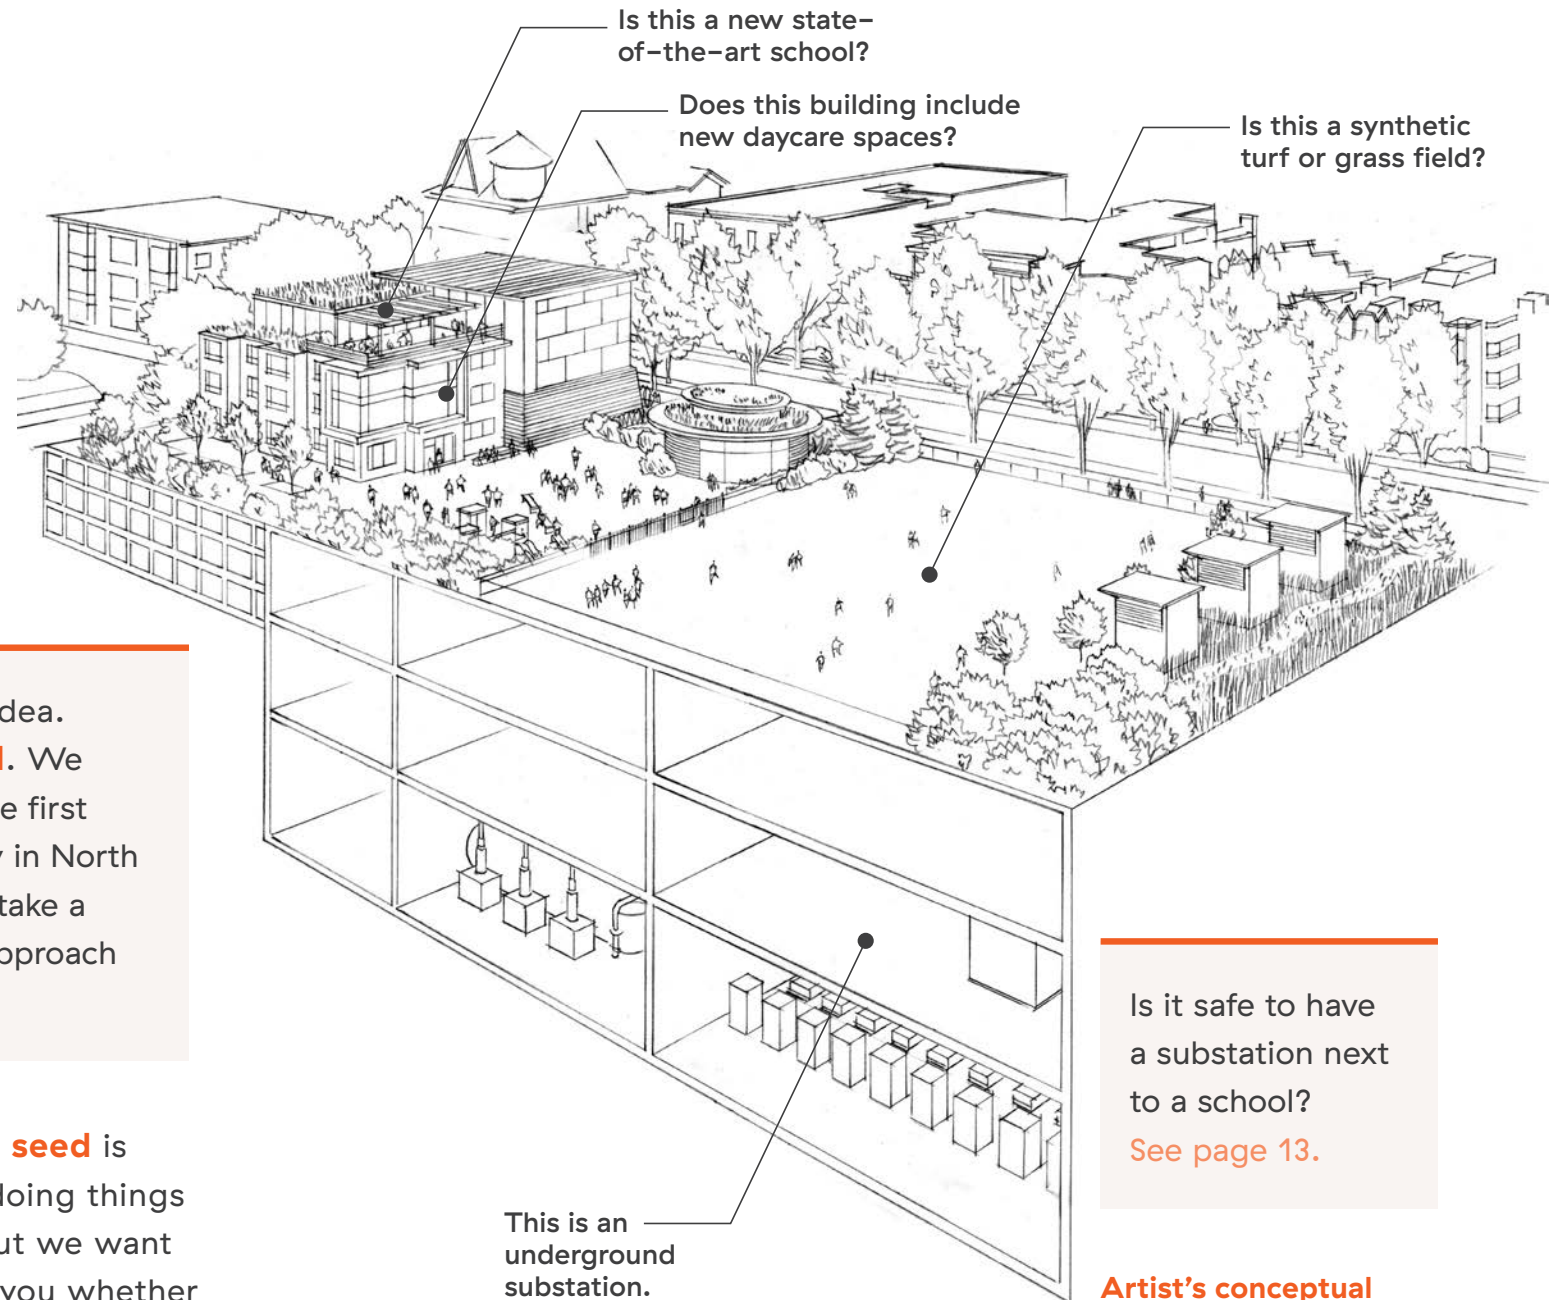 Is this a new state-
of-the-art school?
Does this building include
new daycare spaces?
Is this a synthetic
turf or grass field?
dea.
. We
e first
in North
take a
pproach
seed is
doing things
ut we want
you whether
This is an
underground
substation.
Is it safe to have
a substation next
to a school?
See page 13.
Artist's conceptual